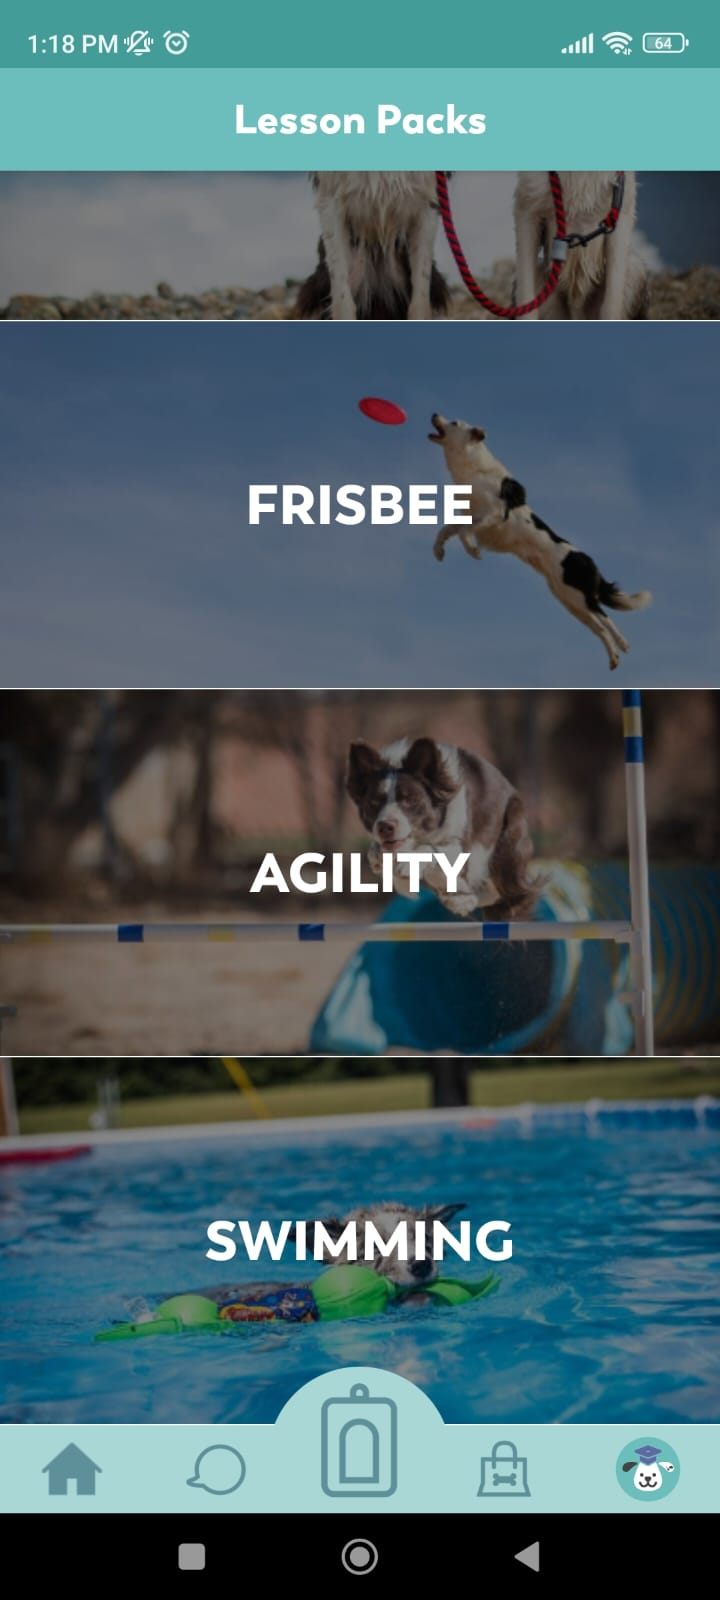 1:18 PM
64
Lesson Packs
FRISBEE
AGILITY
SWIMMING